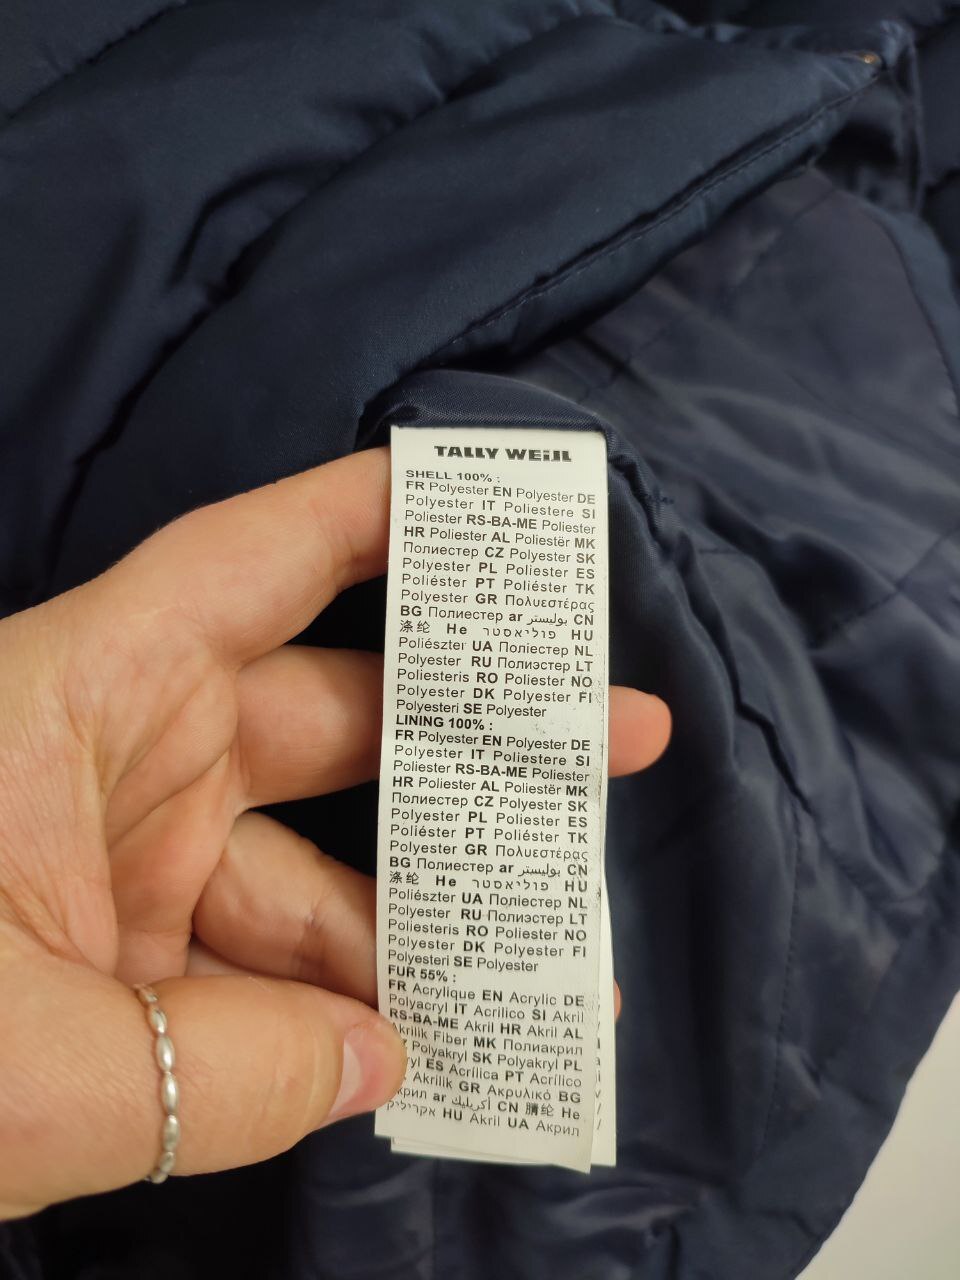 TALLY WEiJL
SHELL 100% :
FR Polyester EN Polyester DE
Polyester IT Poliestere SI
Poliester RS-BA-ME Poliester
HR Poliester AL Poliestër MK
Полиестер CZ Polyester SK
Polyester PL Poliester ES
Poliéster PT Poliéster TK
Polyester GR Πολυεστέρας
BG Полиестер ar بوليستر CN
涤纶 He פוליאסטר HU
Poliészter UA Поліестер NL
Polyester RU Полиэстер LT
Poliesteris RO Poliester NO
Polyester DK Polyester FI
Polyesteri SE Polyester
LINING 100% :
FR Polyester EN Polyester DE
Polyester IT Poliestere SI
Poliester RS-BA-ME Poliester
HR Poliester AL Poliestër MK
Полиестер CZ Polyester SK
Polyester PL Poliester ES
Poliéster PT Poliéster TK
Polyester GR Πολυεστέρας
BG Полиестер ar بوليستر CN
涤纶 He פוליאסטר HU
Poliészter UA Поліестер NL
Polyester RU Полиэстер LT
Poliesteris RO Poliester NO
Polyester DK Polyester FI
Polyesteri SE Polyester
FUR 55% :
FR Acrylique EN Acrylic DE
Polyacryl IT Acrilico SI Akril
RS-BA-ME Akril HR Akril AL
Akrilik Fiber MK Полиакрил
Polyakryl SK Polyakryl PL
ES Acrílica PT Acrílico
Akrilik GR Ακρυλικό BG
ar أكريليك CN 腈纶 He
אקריליק HU Akril UA Акрил